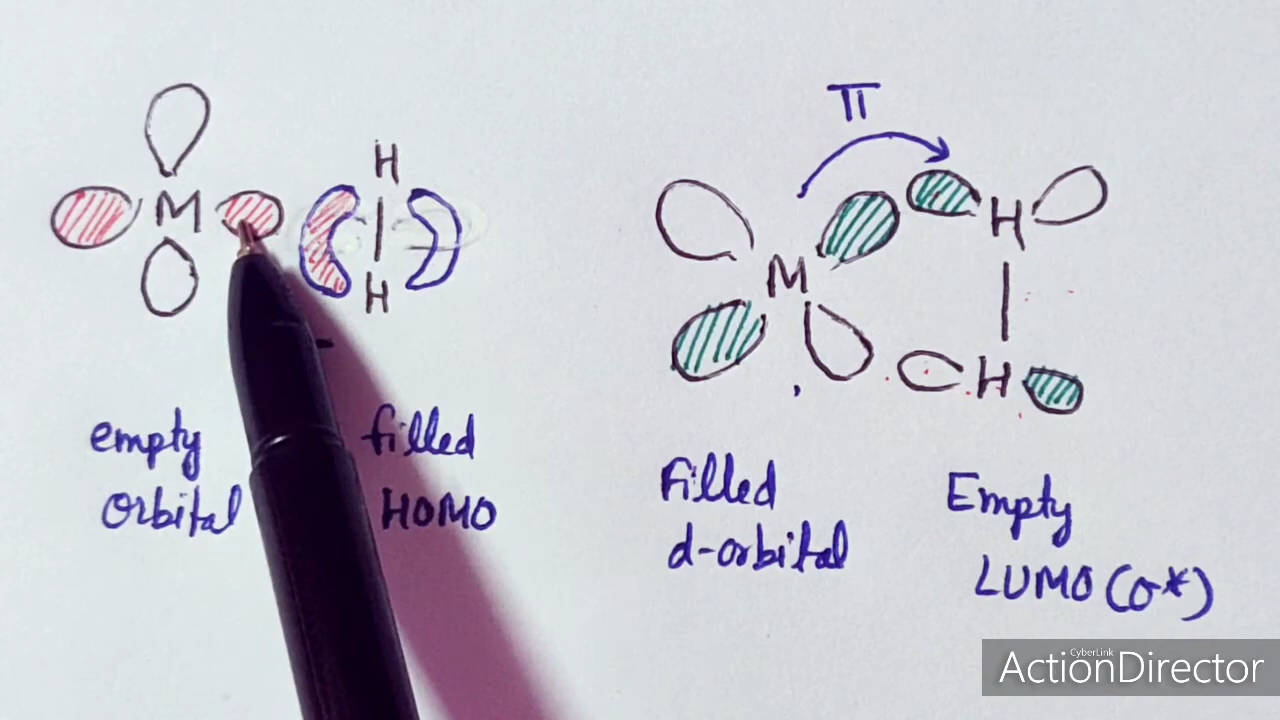 H
M
H
empty
orbital
filled
HOMO
π
H
M
H
Filled
d-orbital
Empty
LUMO (σ*)
CyberLink
ActionDirector